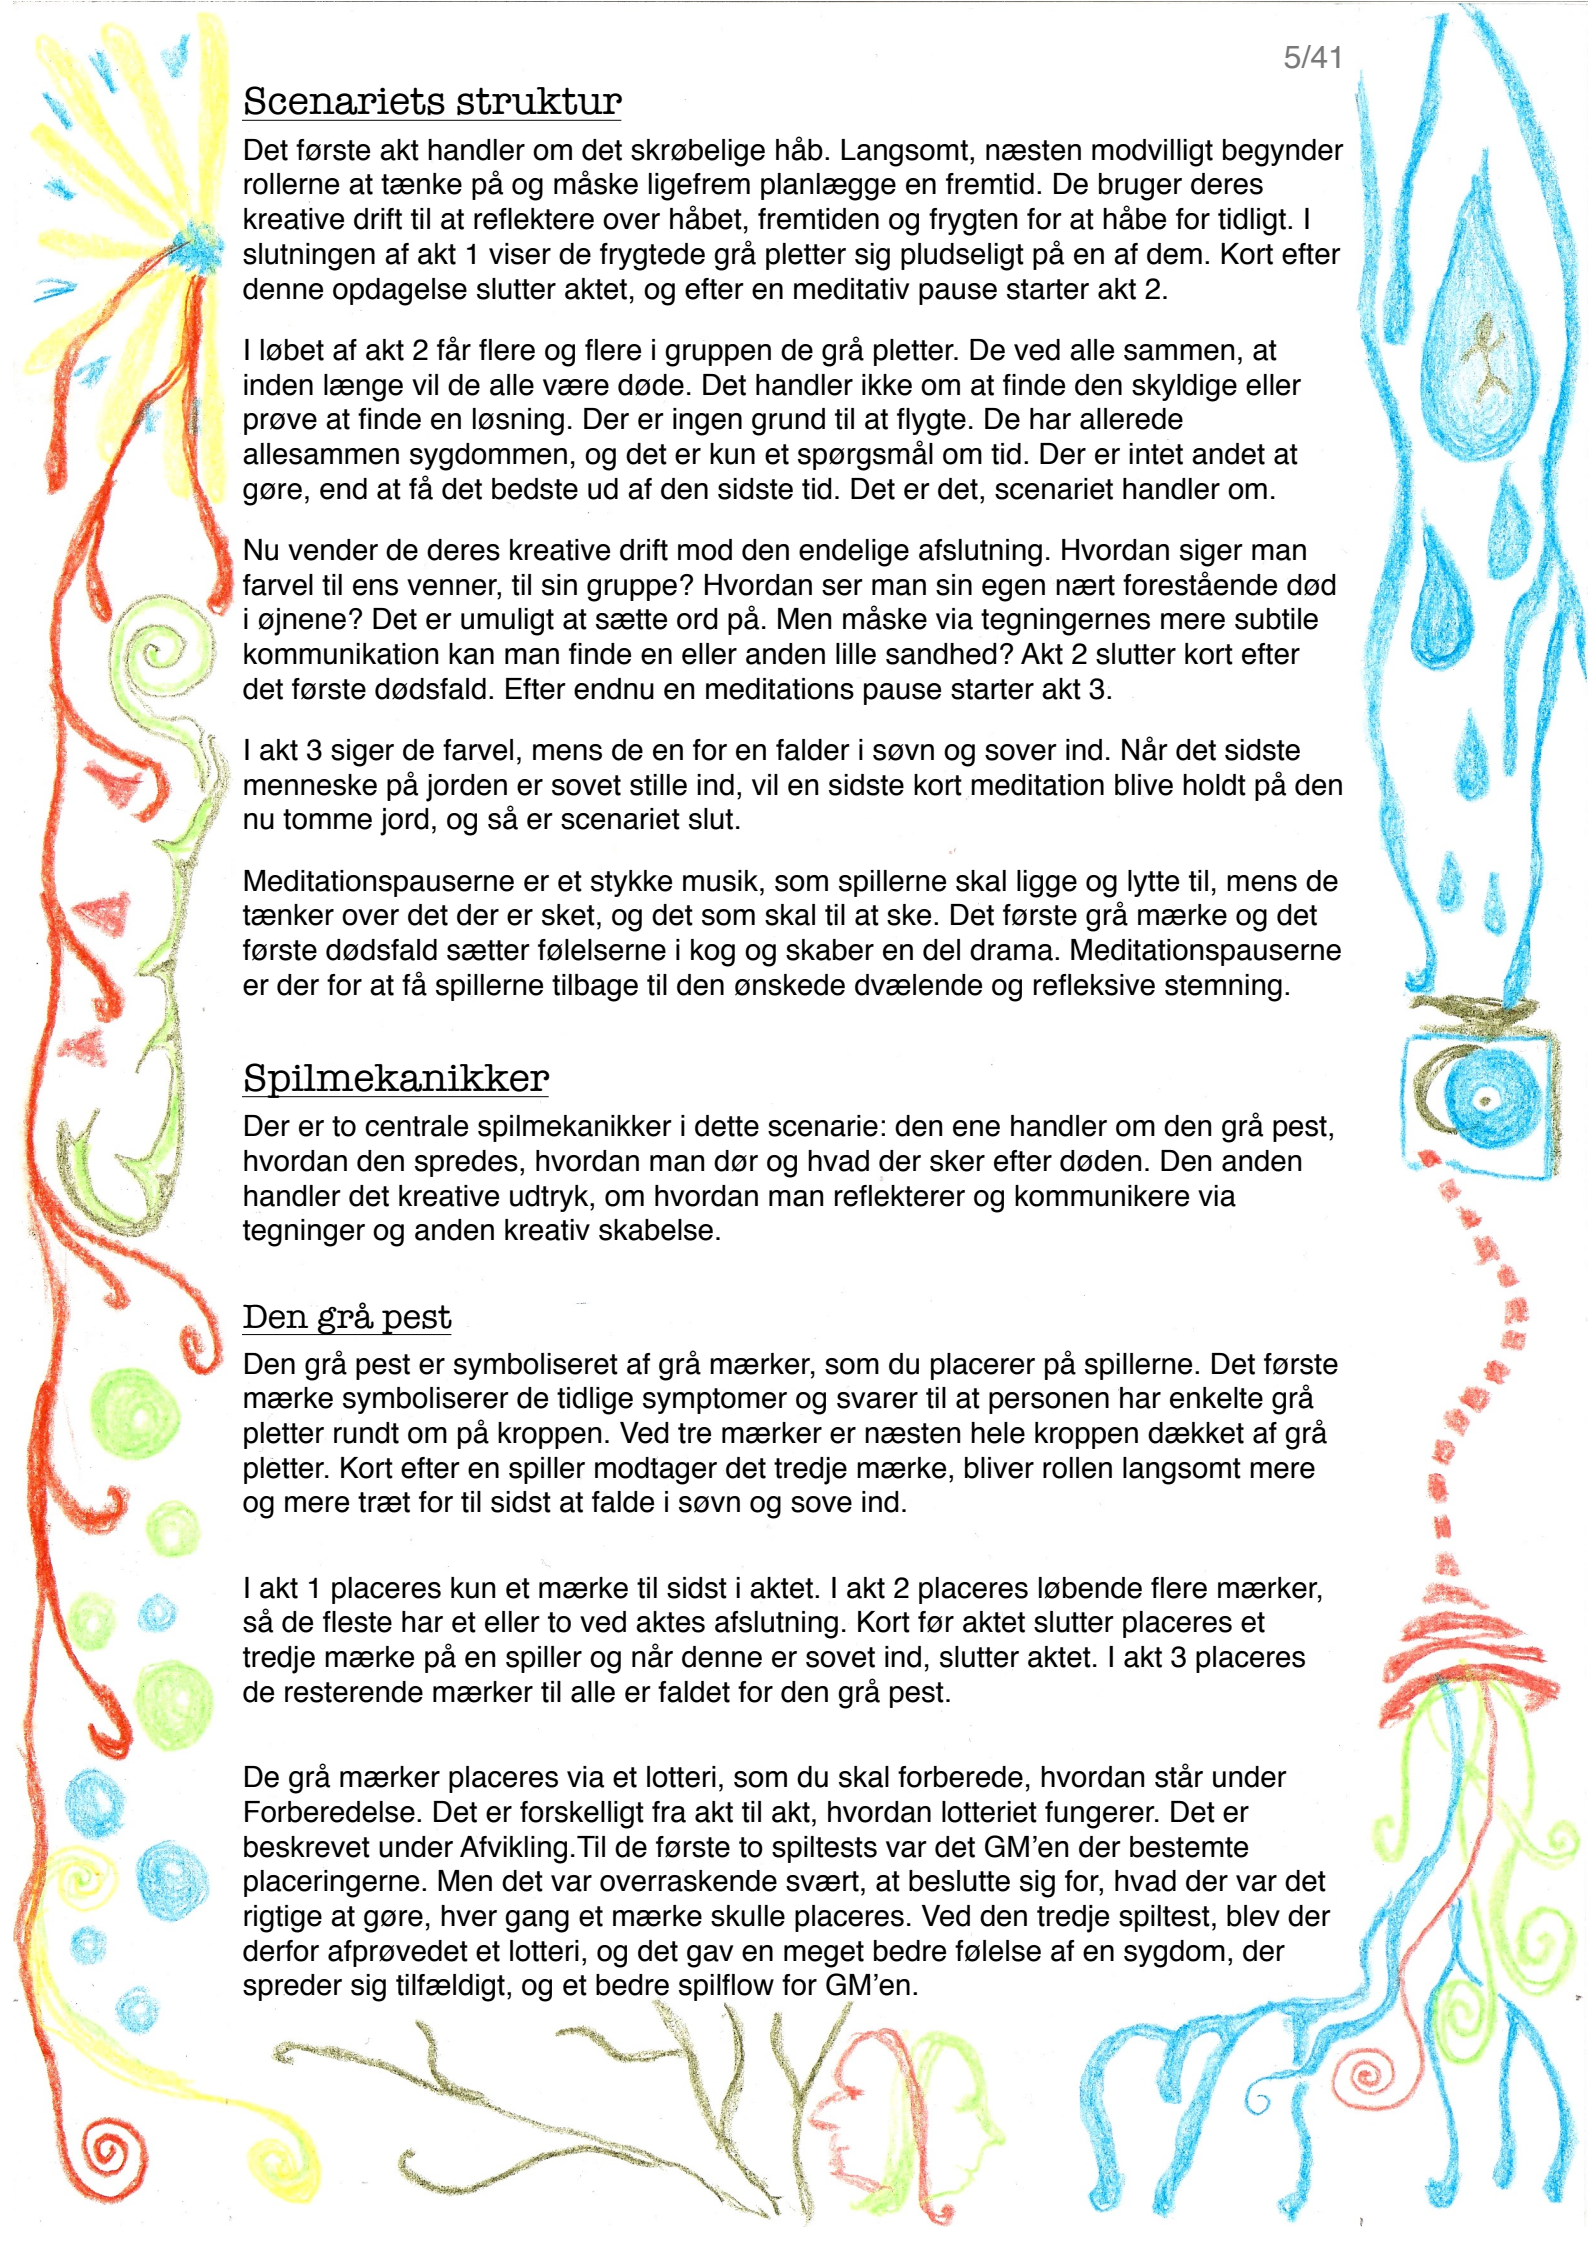 5/41
Scenariets struktur
Det første akt handler om det skrøbelige håb. Langsomt, næsten modvilligt begynder
rollerne at tænke på og måske ligefrem planlægge en fremtid. De bruger deres
kreative drift til at reflektere over håbet, fremtiden og frygten for at håbe for tidligt. I
slutningen af akt 1 viser de frygtede grå pletter sig pludseligt på en af dem. Kort efter
denne opdagelse slutter aktet, og efter en meditativ pause starter akt 2.
I løbet af akt 2 får flere og flere i gruppen de grå pletter. De ved alle sammen, at
inden længe vil de alle være døde. Det handler ikke om at finde den skyldige eller
prøve at finde en løsning. Der er ingen grund til at flygte. De har allerede
allesammen sygdommen, og det er kun et spørgsmål om tid. Der er intet andet at
gøre, end at få det bedste ud af den sidste tid. Det er det, scenariet handler om.
Nu vender de deres kreative drift mod den endelige afslutning. Hvordan siger man
farvel til ens venner, til sin gruppe? Hvordan ser man sin egen nært forestående død
i øjnene? Det er umuligt at sætte ord på. Men måske via tegningernes mere subtile
kommunikation kan man finde en eller anden lille sandhed? Akt 2 slutter kort efter
det første dødsfald. Efter endnu en meditations pause starter akt 3.
I akt 3 siger de farvel, mens de en for en falder i søvn og sover ind. Når det sidste
menneske på jorden er sovet stille ind, vil en sidste kort meditation blive holdt på den
nu tomme jord, og så er scenariet slut.
Meditationspauserne er et stykke musik, som spillerne skal ligge og lytte til, mens de
tænker over det der er sket, og det som skal til at ske. Det første grå mærke og det
første dødsfald sætter følelserne i kog og skaber en del drama. Meditationspauserne
er der for at få spillerne tilbage til den ønskede dvælende og refleksive stemning.
Spilmekanikker
Der er to centrale spilmekanikker i dette scenarie: den ene handler om den grå pest,
hvordan den spredes, hvordan man dør og hvad der sker efter døden. Den anden
handler det kreative udtryk, om hvordan man reflekterer og kommunikere via
tegninger og anden kreativ skabelse.
Den grå pest
Den grå pest er symboliseret af grå mærker, som du placerer på spillerne. Det første
mærke symboliserer de tidlige symptomer og svarer til at personen har enkelte grå
pletter rundt om på kroppen. Ved tre mærker er næsten hele kroppen dækket af grå
pletter. Kort efter en spiller modtager det tredje mærke, bliver rollen langsomt mere
og mere træt for til sidst at falde i søvn og sove ind.
I akt 1 placeres kun et mærke til sidst i aktet. I akt 2 placeres løbende flere mærker,
så de fleste har et eller to ved aktes afslutning. Kort før aktet slutter placeres et
tredje mærke på en spiller og når denne er sovet ind, slutter aktet. I akt 3 placeres
de resterende mærker til alle er faldet for den grå pest.
De grå mærker placeres via et lotteri, som du skal forberede, hvordan står under
Forberedelse. Det er forskelligt fra akt til akt, hvordan lotteriet fungerer. Det er
beskrevet under Afvikling.Til de første to spiltests var det GM’en der bestemte
placeringerne. Men det var overraskende svært, at beslutte sig for, hvad der var det
rigtige at gøre, hver gang et mærke skulle placeres. Ved den tredje spiltest, blev der
derfor afprøvedet et lotteri, og det gav en meget bedre følelse af en sygdom, der
spreder sig tilfældigt, og et bedre spilflow for GM’en.